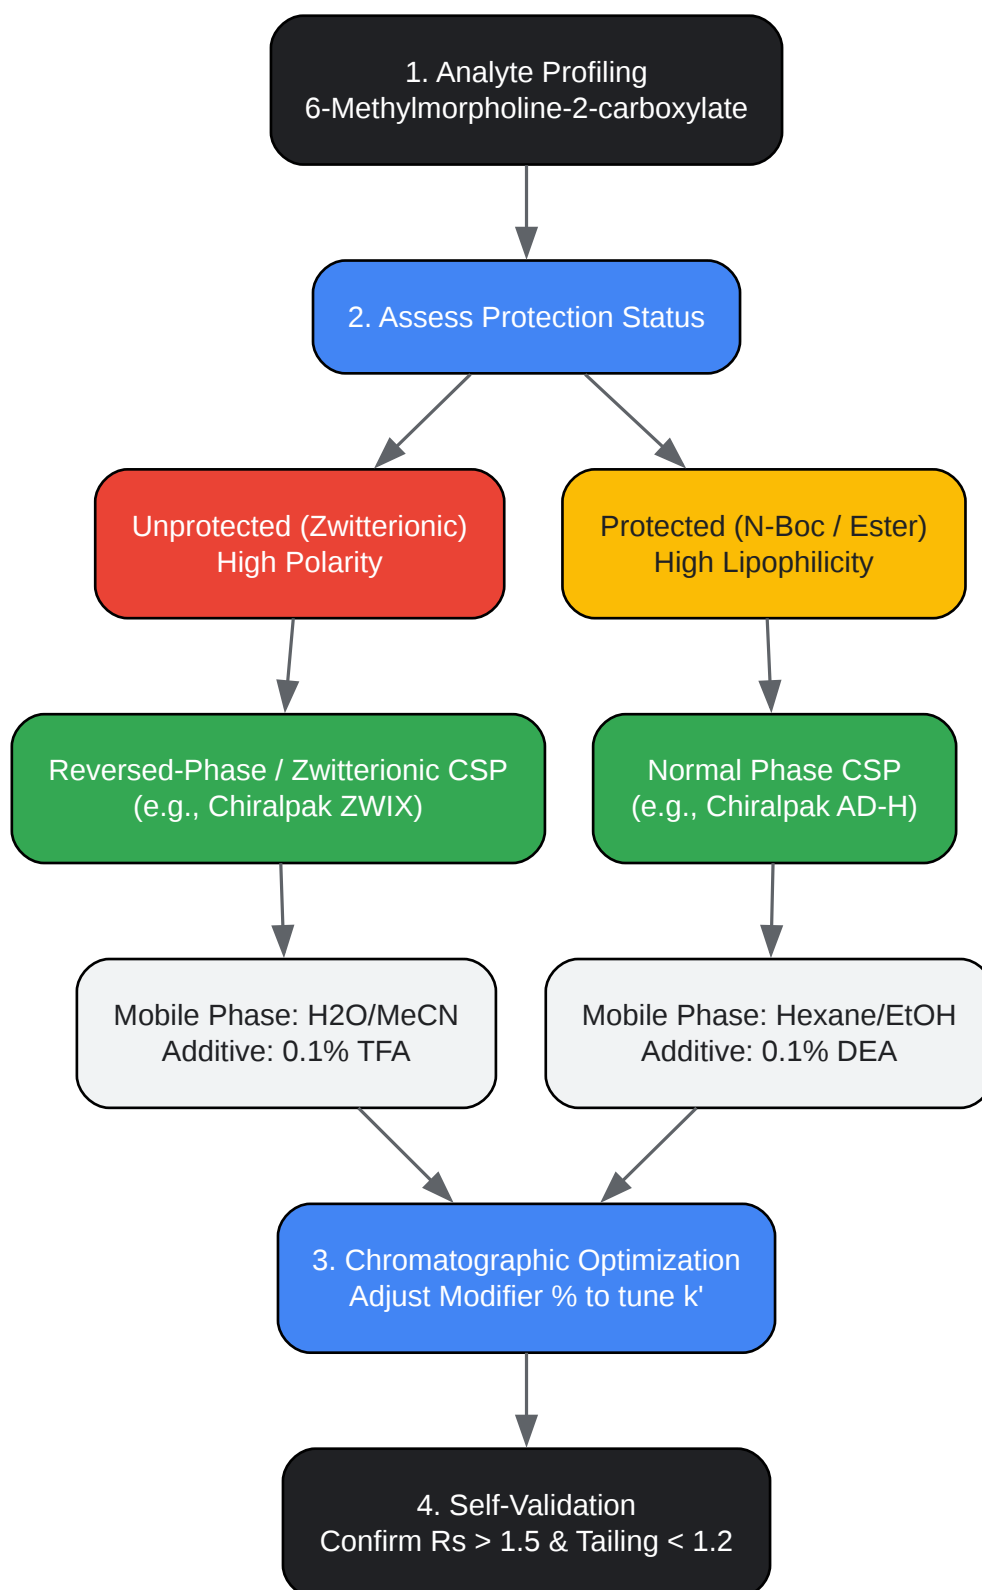 1. Analyte Profiling
6-Methylmorpholine-2-carboxylate
2. Assess Protection Status
Unprotected (Zwitterionic)
High Polarity
Protected (N-Boc / Ester)
High Lipophilicity
Reversed-Phase / Zwitterionic CSP
(e.g., Chiralpak ZWIX)
Normal Phase CSP
(e.g., Chiralpak AD-H)
Mobile Phase: H2O/MeCN
Additive: 0.1% TFA
Mobile Phase: Hexane/EtOH
Additive: 0.1% DEA
3. Chromatographic Optimization
Adjust Modifier % to tune k'
4. Self-Validation
Confirm Rs > 1.5 & Tailing < 1.2